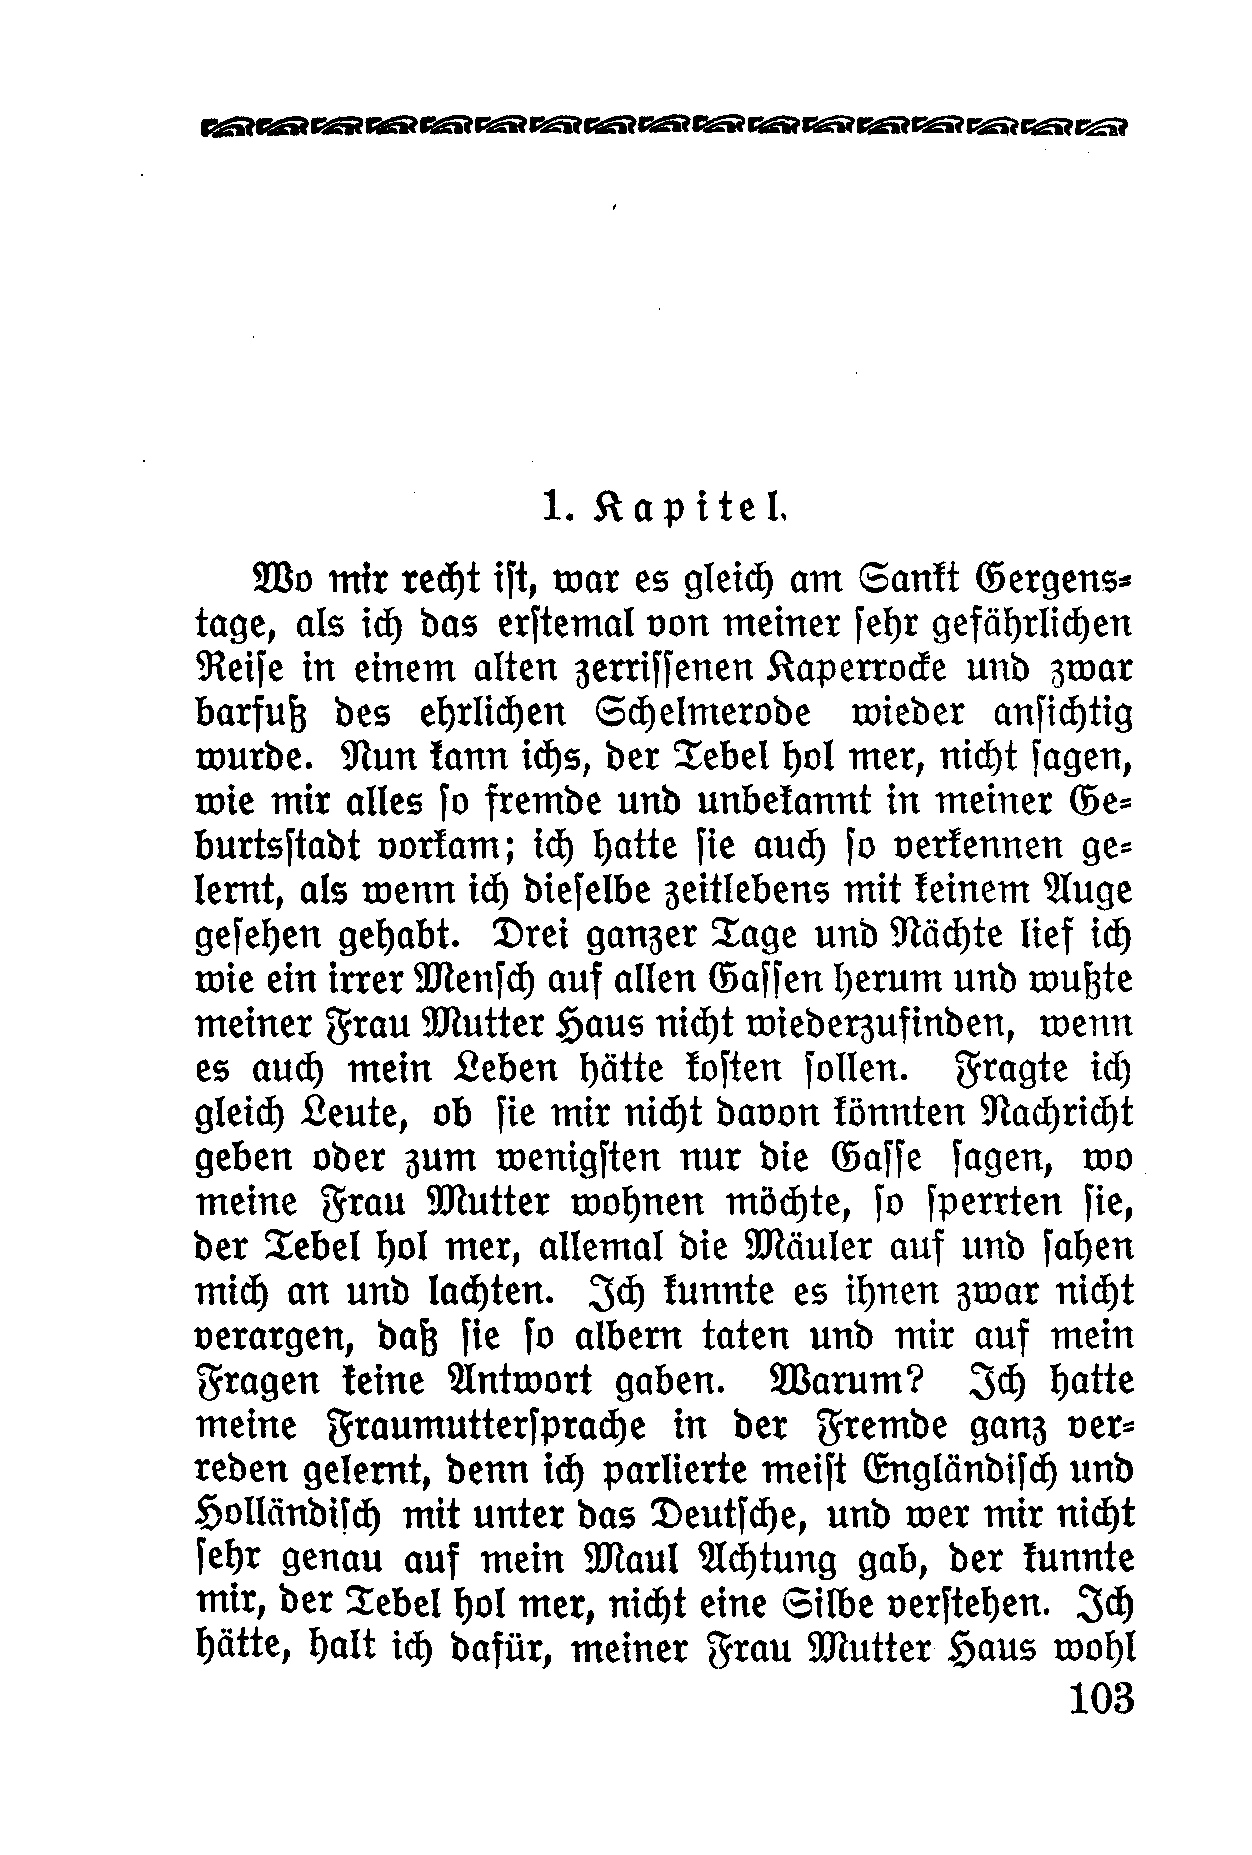 1. Kapitel.
Wo mir recht ist, war es gleich am Sankt Gergens-
tage, als ich das erstemal von meiner sehr gefährlichen
Reise in einem alten zerrissenen Kaperrocke und zwar
barfuß des ehrlichen Schelmerode wieder ansichtig
wurde. Nun kann ichs, der Tebel hol mer, nicht sagen,
wie mir alles so fremde und unbekannt in meiner Ge-
burtsstadt vorkam; ich hatte sie auch so verkennen ge-
lernt, als wenn ich dieselbe zeitlebens mit keinem Auge
gesehen gehabt. Drei ganzer Tage und Nächte lief ich
wie ein irrer Mensch auf allen Gassen herum und wußte
meiner Frau Mutter Haus nicht wiederzufinden, wenn
es auch mein Leben hätte kosten sollen. Fragte ich
gleich Leute, ob sie mir nicht davon könnten Nachricht
geben oder zum wenigsten nur die Gasse sagen, wo
meine Frau Mutter wohnen möchte, so sperrten sie,
der Tebel hol mer, allemal die Mäuler auf und sahen
mich an und lachten. Ich kunnte es ihnen zwar nicht
verargen, daß sie so albern taten und mir auf mein
Fragen keine Antwort gaben. Warum? Ich hatte
meine Fraumuttersprache in der Fremde ganz ver-
reden gelernt, denn ich parlierte meist Engländisch und
Holländisch mit unter das Deutsche, und wer mir nicht
sehr genau auf mein Maul Achtung gab, der kunnte
mir, der Tebel hol mer, nicht eine Silbe verstehen. Ich
hätte, halt ich dafür, meiner Frau Mutter Haus wohl
103